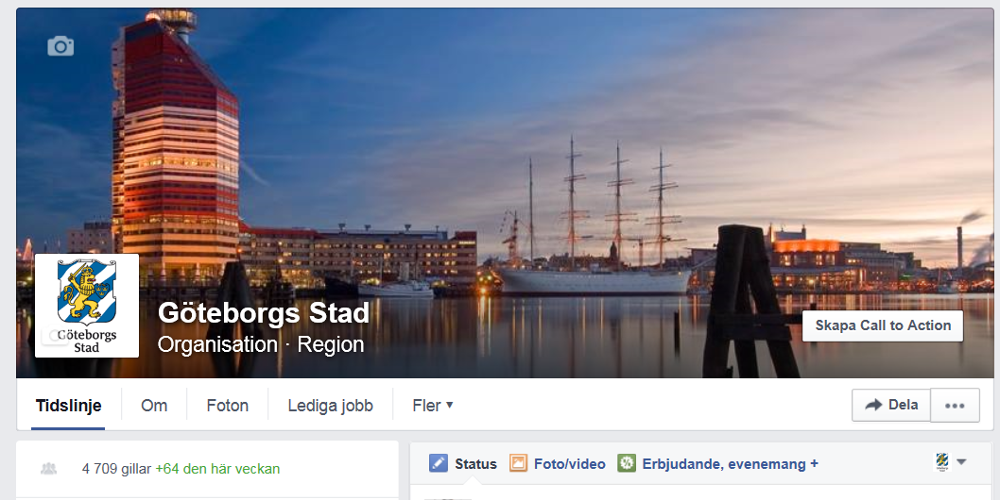 Göteborgs
Stad
Göteborgs Stad
Organisation · Region
Skapa Call to Action
Tidslinje Om Foton Lediga jobb Fler ▾
Dela
4 709 gillar +64 den här veckan
Status Foto/video Erbjudande, evenemang +